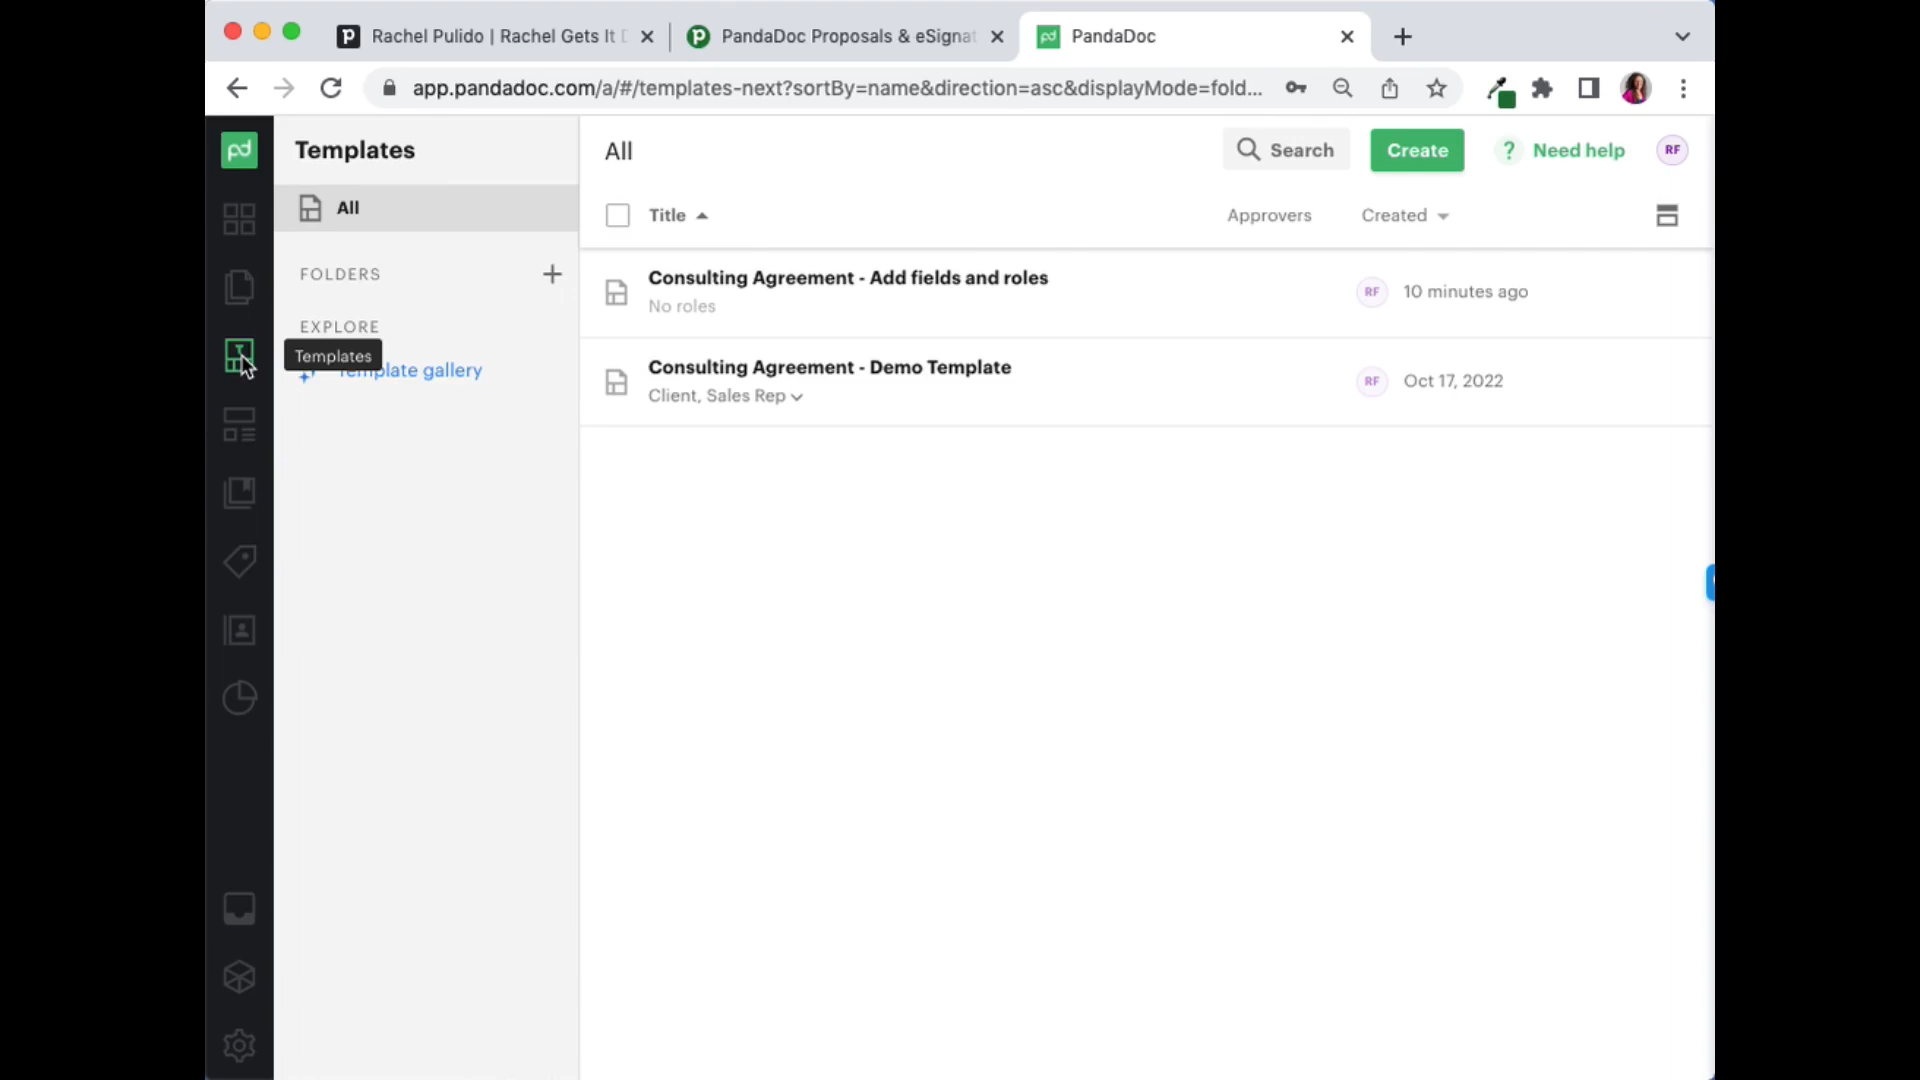 Rachel Pulido | Rachel Gets It
PandaDoc Proposals & eSignat
PandaDoc
app.pandadoc.com/a/#/templates-next?sortBy=name&direction=asc&displayMode=fold...
pd
Templates
All
Search
Create
? Need help
RF
All
Title
Approvers
Created
FOLDERS
Consulting Agreement - Add fields and roles
No roles
RF
10 minutes ago
EXPLORE
Templates
Template gallery
Consulting Agreement - Demo Template
Client, Sales Rep
RF
Oct 17, 2022